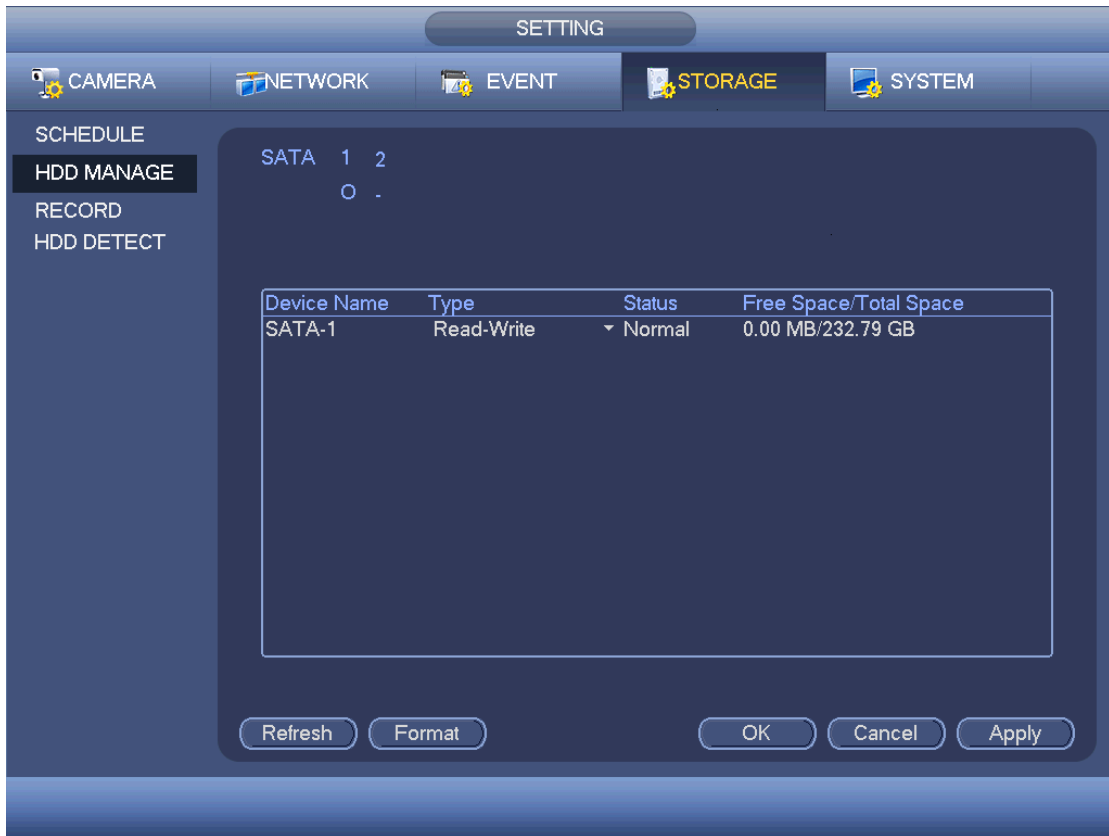 SETTING
CAMERA NETWORK EVENT STORAGE SYSTEM
SCHEDULE
HDD MANAGE
RECORD
HDD DETECT
SATA 1 2
O -
Device Name Type Status Free Space/Total Space
SATA-1 Read-Write Normal 0.00 MB/232.79 GB
Refresh Format OK Cancel Apply